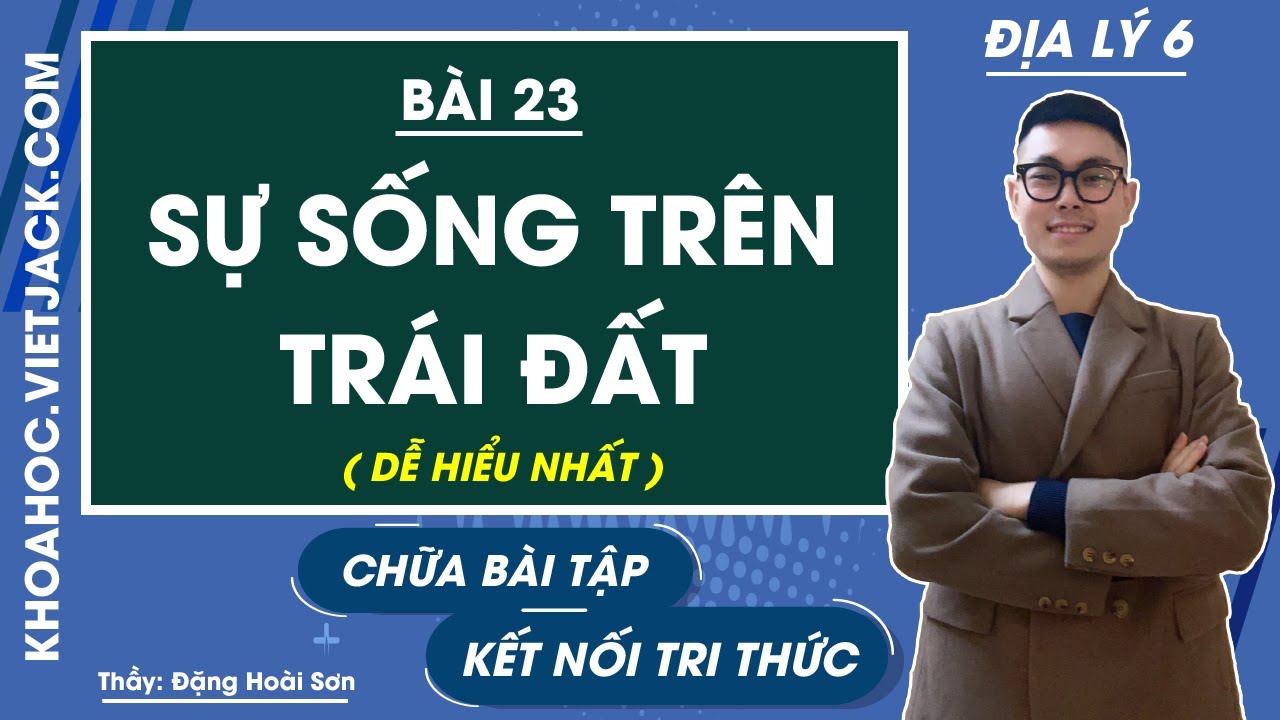 ĐỊA LÝ 6
KHOAHOC.VIETJACK.COM
BÀI 23
SỰ SỐNG TRÊN
TRÁI ĐẤT
( DỄ HIỂU NHẤT )
CHỮA BÀI TẬP
KẾT NỐI TRI THỨC
Thầy: Đặng Hoài Sơn